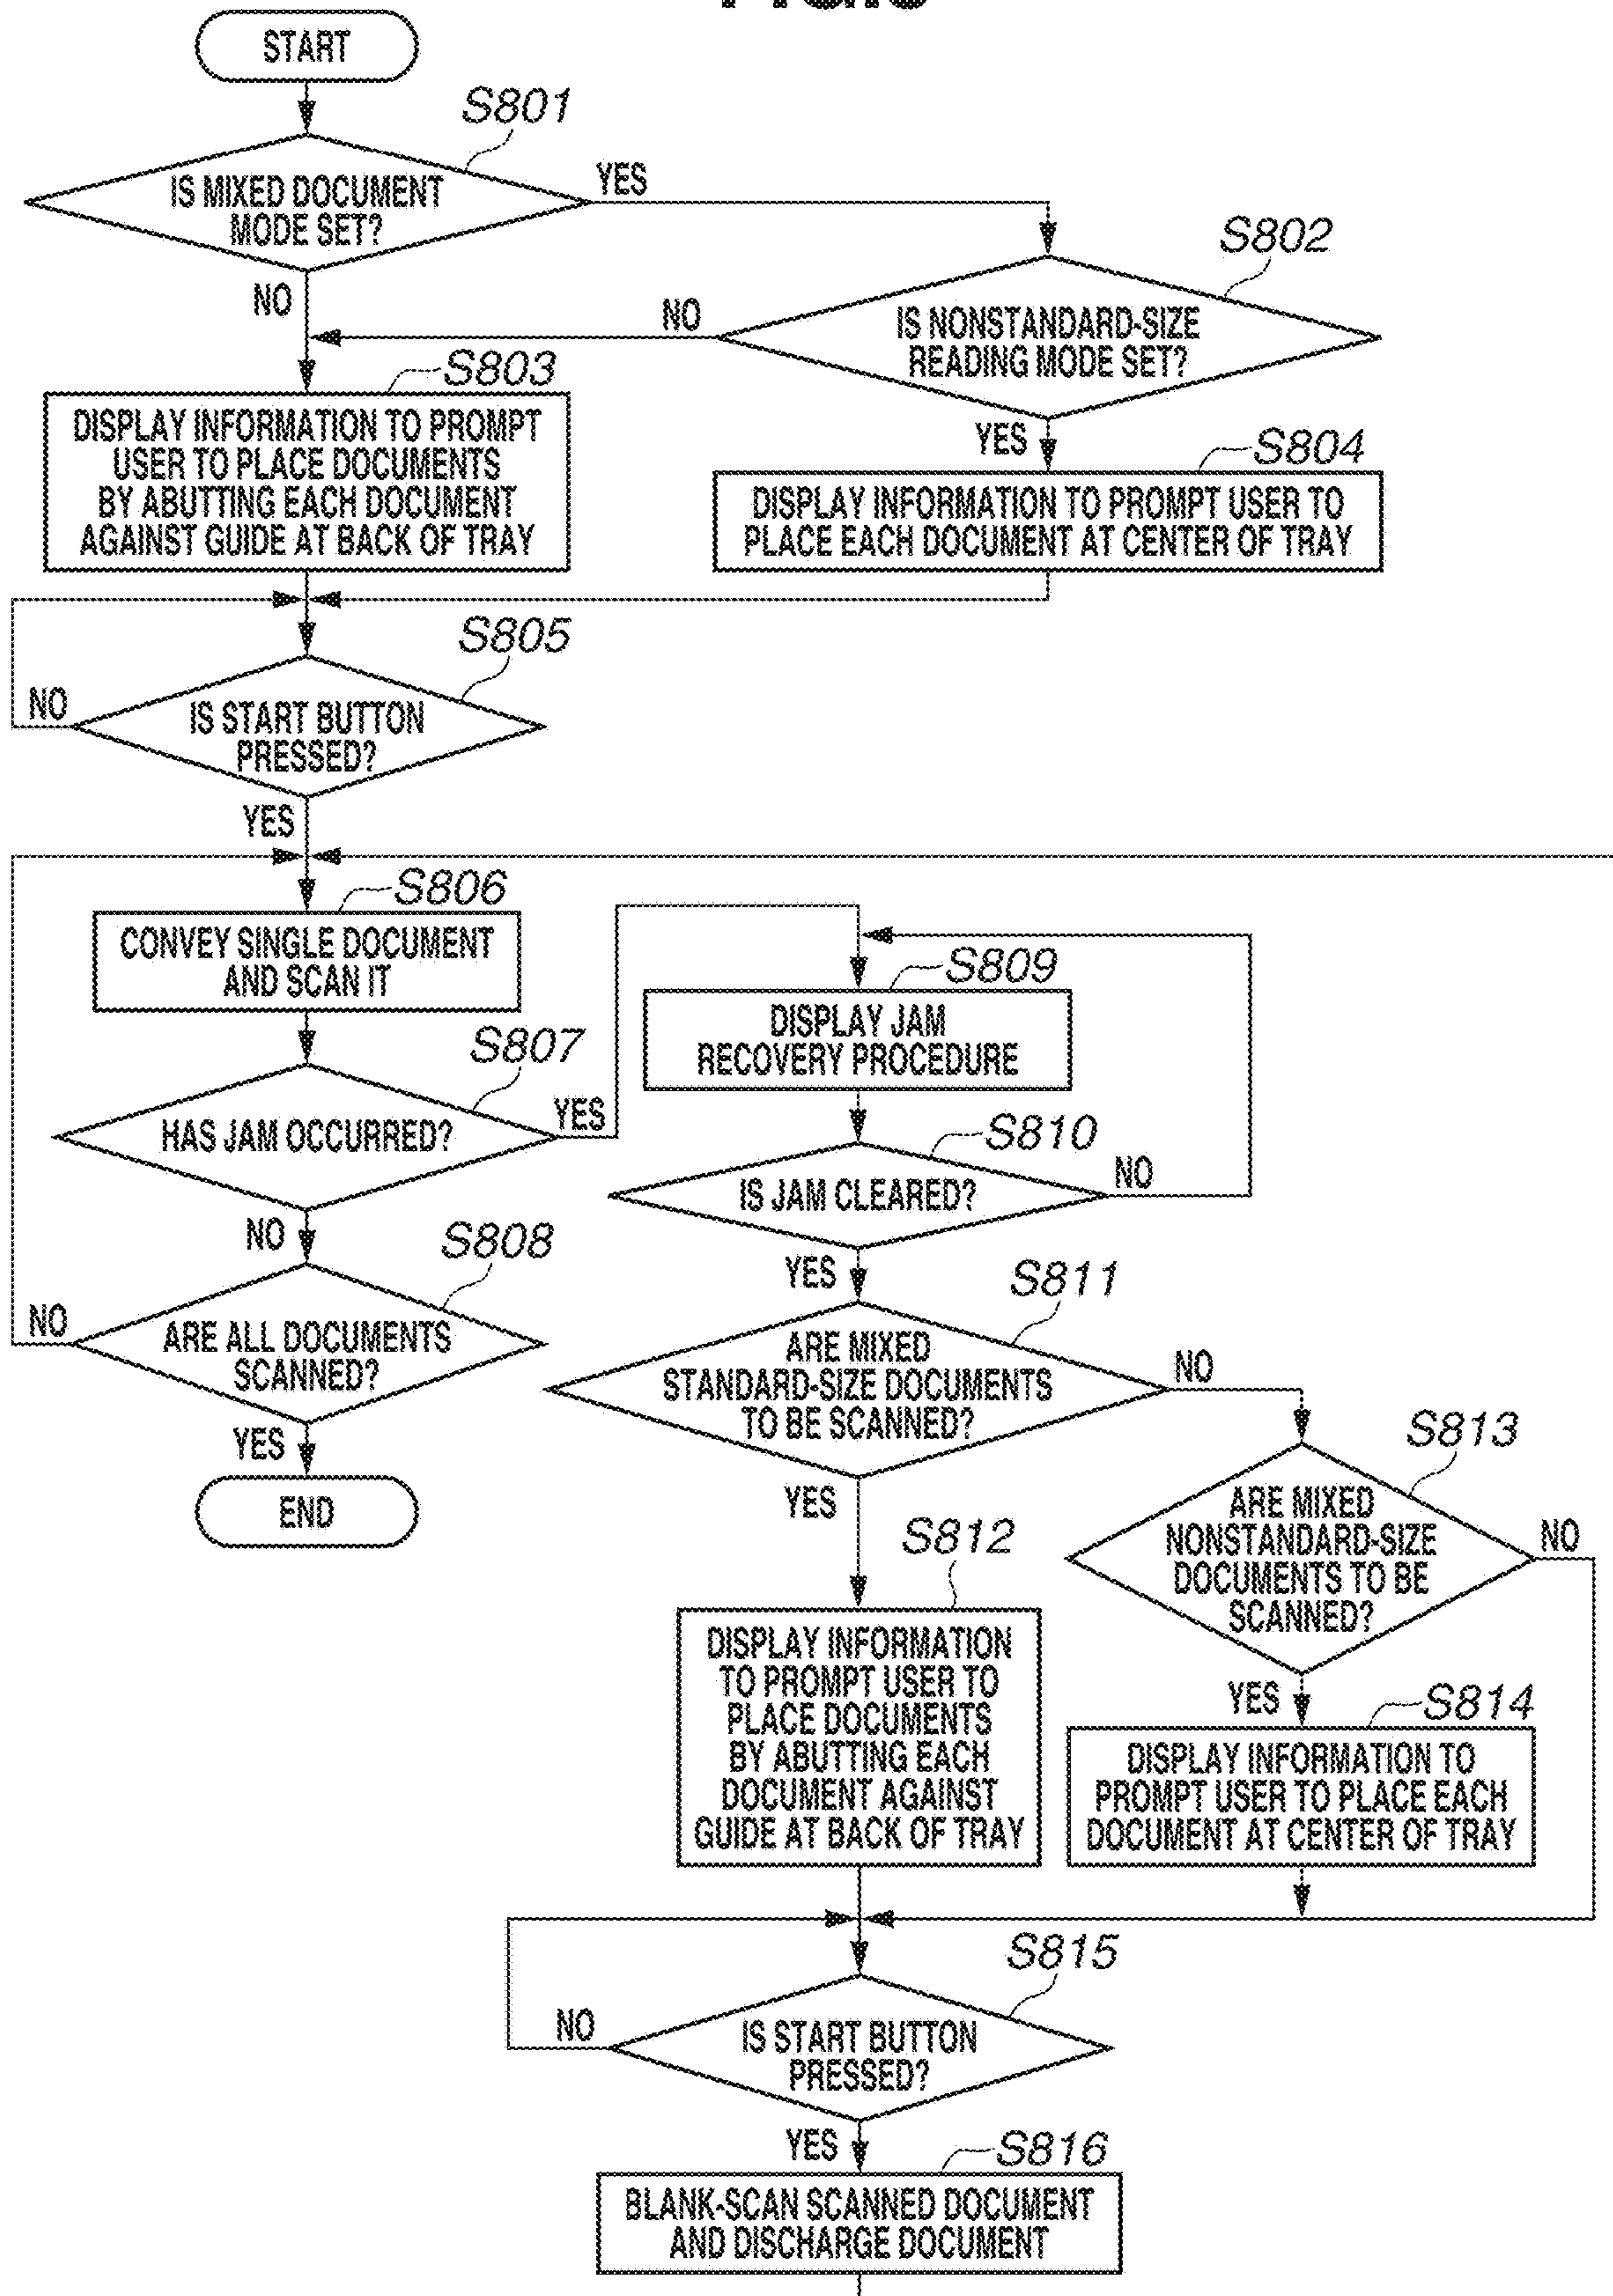 START
S801
IS MIXED DOCUMENT
MODE SET?
YES
NO
S802
IS NONSTANDARD-SIZE
READING MODE SET?
NO
YES
S803
DISPLAY INFORMATION TO PROMPT
USER TO PLACE DOCUMENTS
BY ABUTTING EACH DOCUMENT
AGAINST GUIDE AT BACK OF TRAY
S804
DISPLAY INFORMATION TO PROMPT USER TO
PLACE EACH DOCUMENT AT CENTER OF TRAY
S805
IS START BUTTON
PRESSED?
NO
YES
S806
CONVEY SINGLE DOCUMENT
AND SCAN IT
S807
HAS JAM OCCURRED?
YES
NO
S808
ARE ALL DOCUMENTS
SCANNED?
NO
YES
END
S809
DISPLAY JAM
RECOVERY PROCEDURE
S810
IS JAM CLEARED?
NO
YES
S811
ARE MIXED
STANDARD-SIZE DOCUMENTS
TO BE SCANNED?
NO
YES
S812
DISPLAY INFORMATION
TO PROMPT USER TO
PLACE DOCUMENTS
BY ABUTTING EACH
DOCUMENT AGAINST
GUIDE AT BACK OF TRAY
S813
ARE MIXED
NONSTANDARD-SIZE
DOCUMENTS TO BE
SCANNED?
NO
YES
S814
DISPLAY INFORMATION TO
PROMPT USER TO PLACE EACH
DOCUMENT AT CENTER OF TRAY
S815
IS START BUTTON
PRESSED?
NO
YES
S816
BLANK-SCAN SCANNED DOCUMENT
AND DISCHARGE DOCUMENT